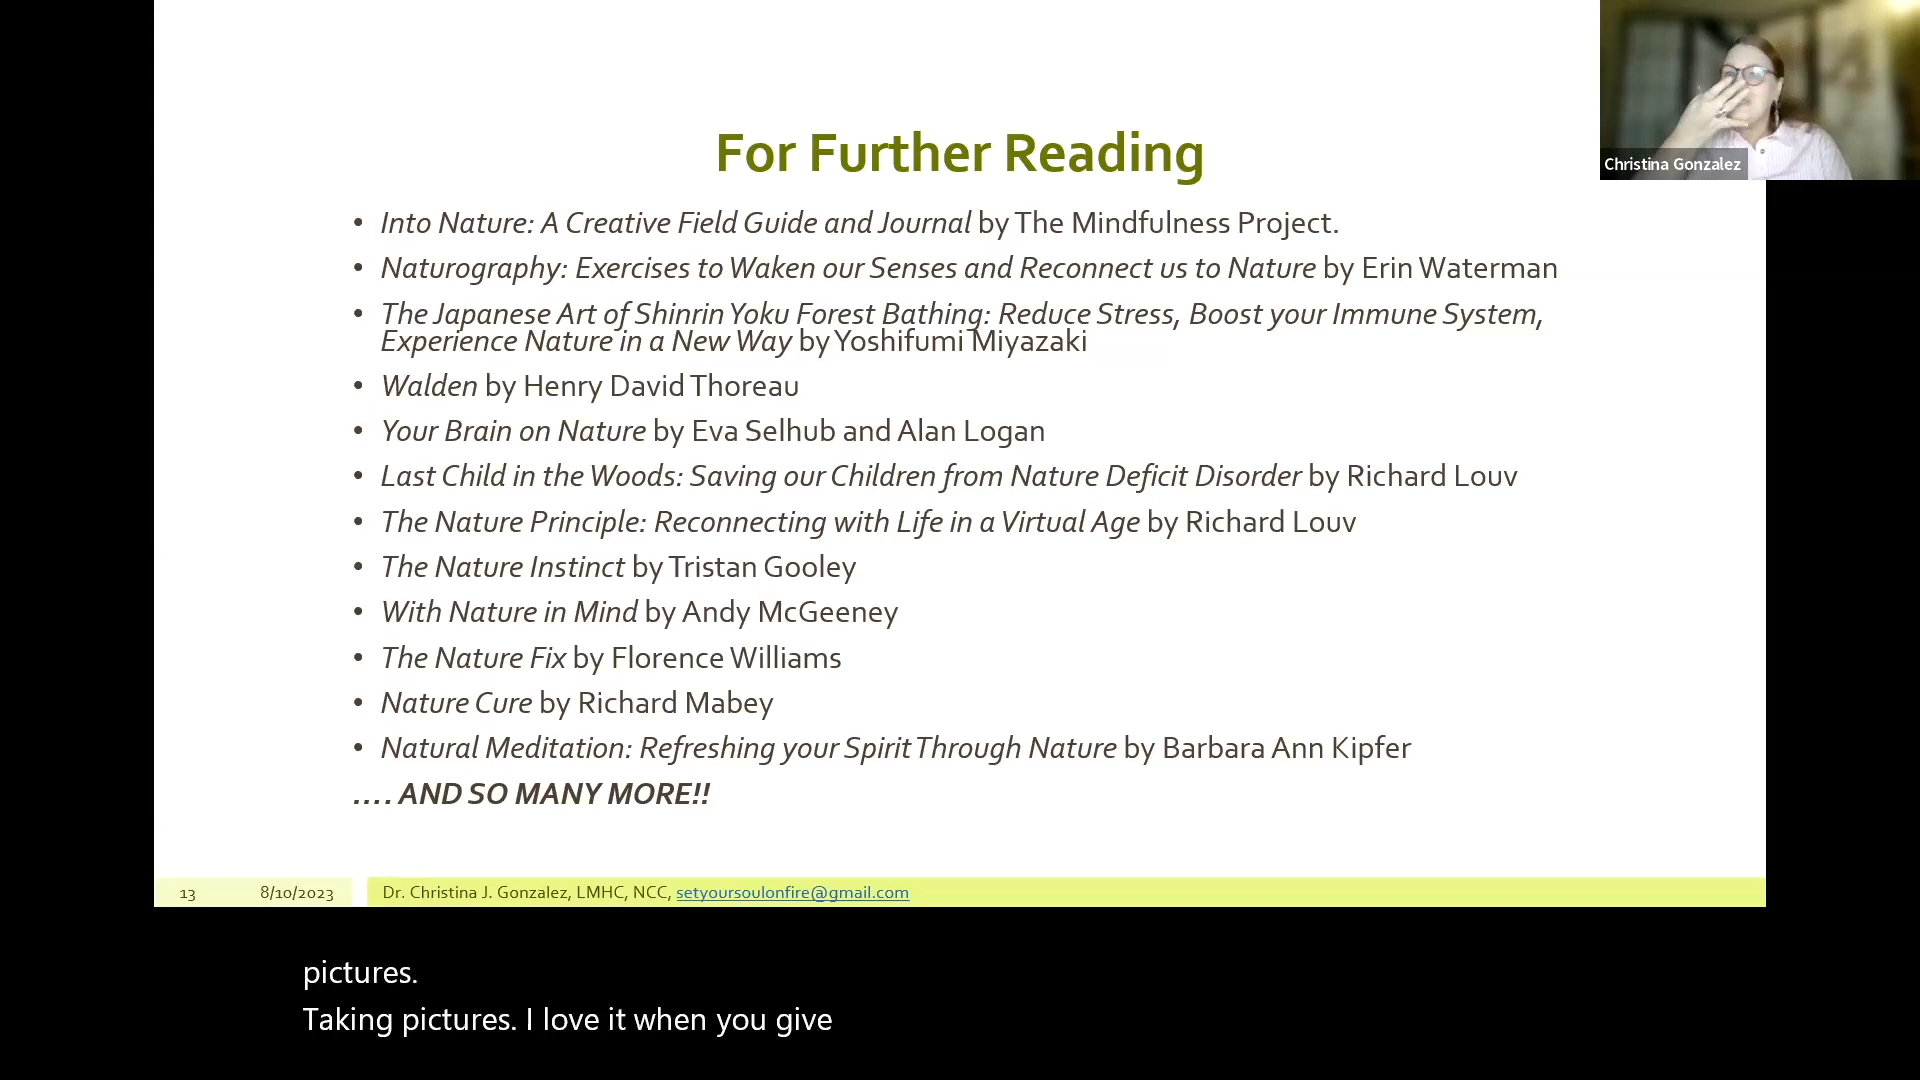 For Further Reading
• Into Nature: A Creative Field Guide and Journal by The Mindfulness Project.
• Naturography: Exercises to Waken our Senses and Reconnect us to Nature by Erin Waterman
• The Japanese Art of Shinrin Yoku Forest Bathing: Reduce Stress, Boost your Immune System,
Experience Nature in a New Way by Yoshifumi Miyazaki
• Walden by Henry David Thoreau
• Your Brain on Nature by Eva Selhub and Alan Logan
• Last Child in the Woods: Saving our Children from Nature Deficit Disorder by Richard Louv
• The Nature Principle: Reconnecting with Life in a Virtual Age by Richard Louv
• The Nature Instinct by Tristan Gooley
• With Nature in Mind by Andy McGeeney
• The Nature Fix by Florence Williams
• Nature Cure by Richard Mabey
• Natural Meditation: Refreshing your Spirit Through Nature by Barbara Ann Kipfer
.... AND SO MANY MORE!!
13 8/10/2023 Dr. Christina J. Gonzalez, LMHC, NCC, setyoursoulonfire@gmail.com
Christina Gonzalez
pictures.
Taking pictures. I love it when you give